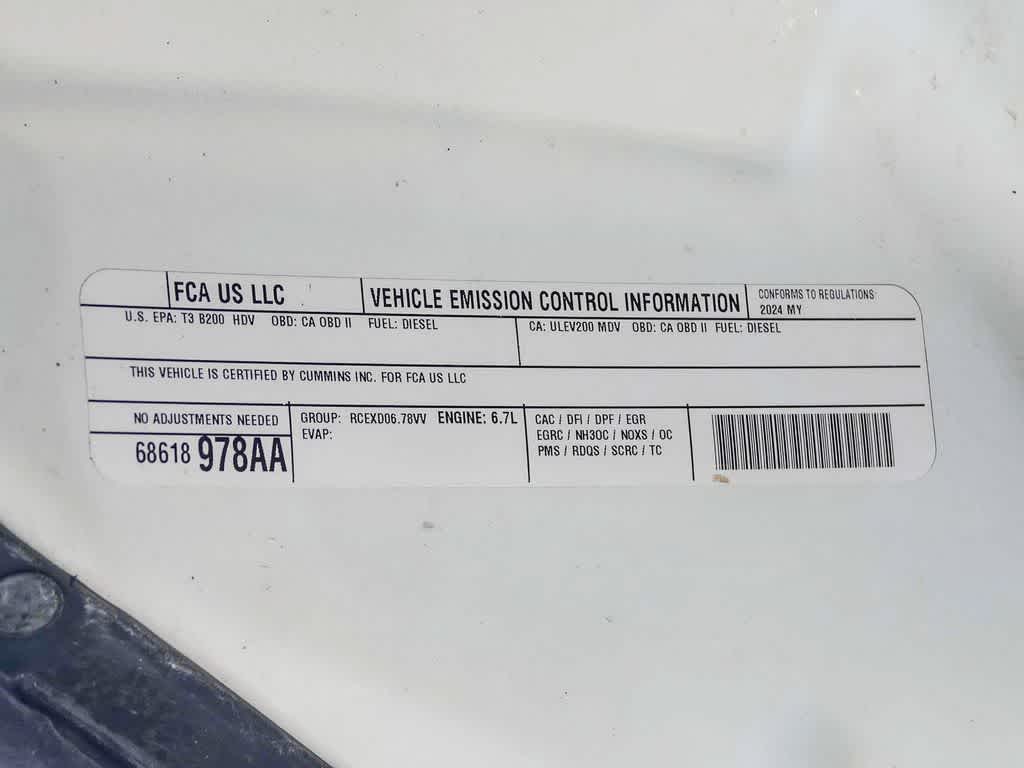 FCA US LLC
VEHICLE EMISSION CONTROL INFORMATION
CONFORMS TO REGULATIONS:
2024 MY
U.S. EPA: T3 B200 HDV OBD: CA OBD II FUEL: DIESEL
CA: ULEV200 MDV OBD: CA OBD II FUEL: DIESEL
THIS VEHICLE IS CERTIFIED BY CUMMINS INC. FOR FCA US LLC
NO ADJUSTMENTS NEEDED
68618 978AA
GROUP: RCEXD06.78VV ENGINE: 6.7L
EVAP:
CAC / DFI / DPF / EGR
EGRC / NH3OC / NOXS / OC
PMS / RDQS / SCRC / TC